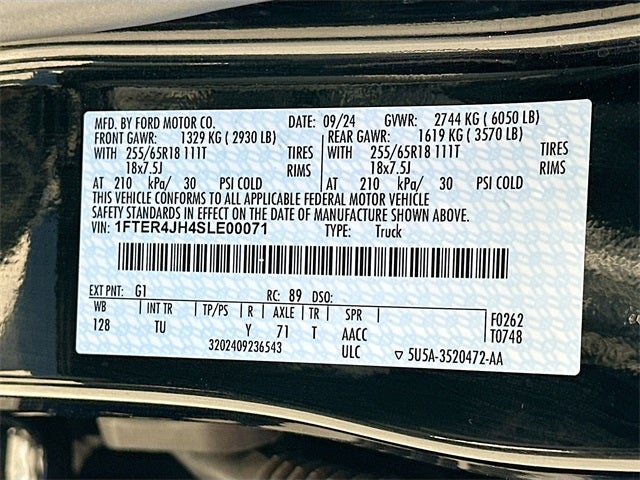 MFD. BY FORD MOTOR CO. DATE: 09/24 GVWR: 2744 KG ( 6050 LB)
FRONT GAWR: 1329 KG ( 2930 LB) REAR GAWR: 1619 KG ( 3570 LB)
WITH 255/65R18 111T TIRES WITH 255/65R18 111T TIRES
18x7.5J RIMS 18x7.5J RIMS
AT 210 kPa/ 30 PSI COLD AT 210 kPa/ 30 PSI COLD
THIS VEHICLE CONFORMS TO ALL APPLICABLE FEDERAL MOTOR VEHICLE
SAFETY STANDARDS IN EFFECT ON THE DATE OF MANUFACTURE SHOWN ABOVE.
VIN: 1FTER4JH4SLE00071 TYPE: Truck
EXT PNT: G1 RC: 89 DSO:
WB INT TR TP/PS R AXLE TR SPR F0262
128 TU Y 71 T AACC T0748
3202409236543 ULC ▽ 5U5A-3520472-AA